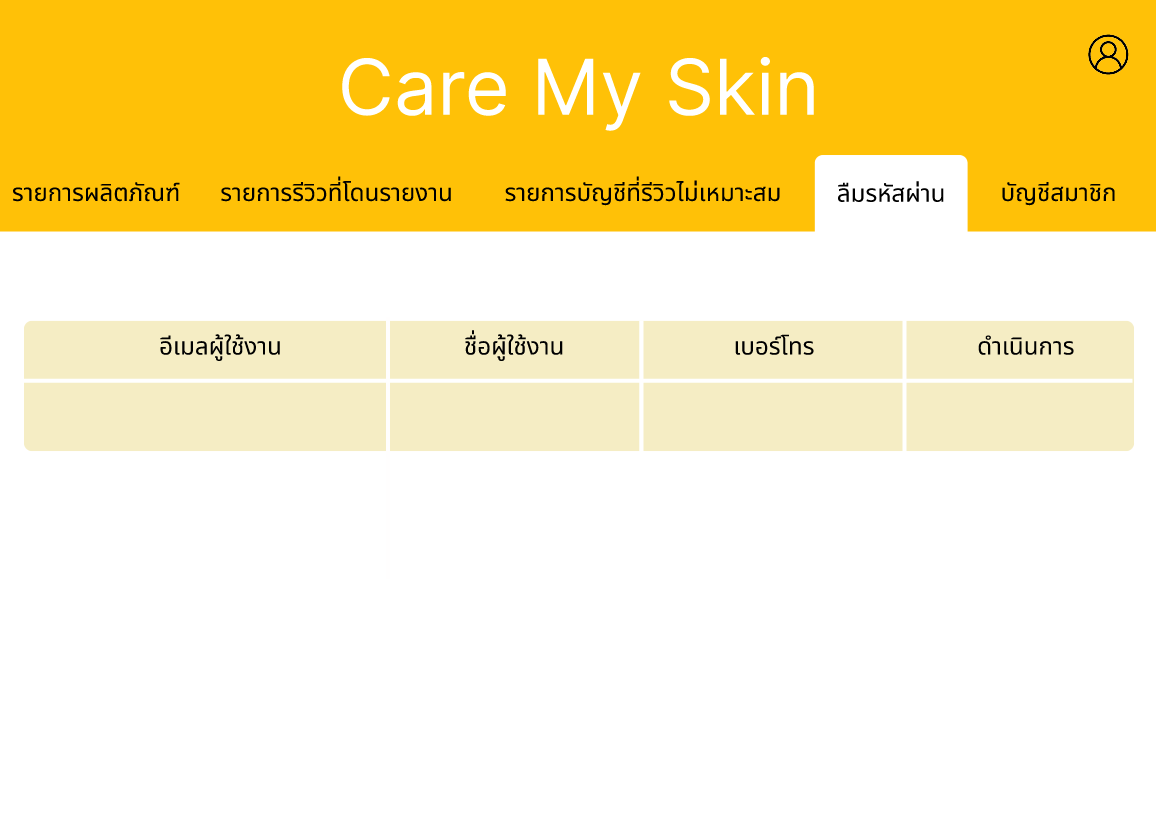 Care My Skin
รายการผลิตภัณฑ์ รายการรีวิวที่โดนรายงาน รายการบัญชีที่รีวิวไม่เหมาะสม ลืมรหัสผ่าน บัญชีสมาชิก
อีเมลผู้ใช้งาน ชื่อผู้ใช้งาน เบอร์โทร ดำเนินการ